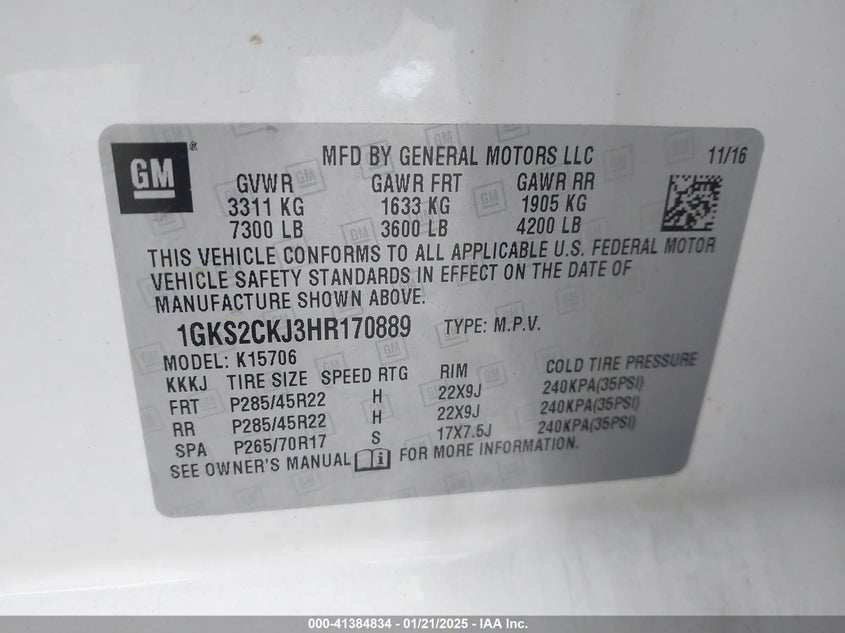 GM®
MFD BY GENERAL MOTORS LLC 11/16
GVWR GAWR FRT GAWR RR
3311 KG 1633 KG 1905 KG
7300 LB 3600 LB 4200 LB
THIS VEHICLE CONFORMS TO ALL APPLICABLE U.S. FEDERAL MOTOR
VEHICLE SAFETY STANDARDS IN EFFECT ON THE DATE OF
MANUFACTURE SHOWN ABOVE.
1GKS2CKJ3HR170889 TYPE: M.P.V.
MODEL: K15706
KKKJ TIRE SIZE SPEED RTG RIM COLD TIRE PRESSURE
FRT P285/45R22 H 22X9J 240KPA(35PSI)
RR P285/45R22 H 22X9J 240KPA(35PSI)
SPA P265/70R17 S 17X7.5J 240KPA(35PSI)
SEE OWNER'S MANUAL FOR MORE INFORMATION.
000-41384834 / 01/21/2025 - © IAA Inc.